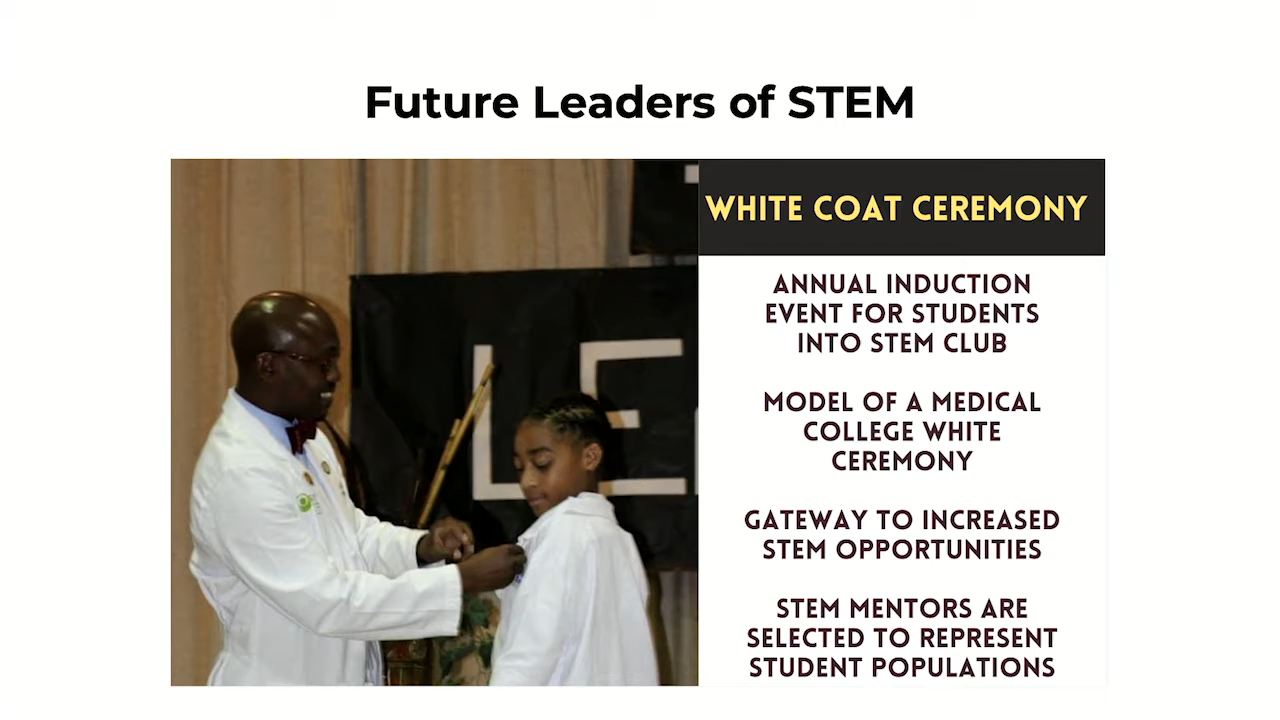 Future Leaders of STEM
WHITE COAT CEREMONY
ANNUAL INDUCTION
EVENT FOR STUDENTS
INTO STEM CLUB
MODEL OF A MEDICAL
COLLEGE WHITE
CEREMONY
GATEWAY TO INCREASED
STEM OPPORTUNITIES
STEM MENTORS ARE
SELECTED TO REPRESENT
STUDENT POPULATIONS
LE